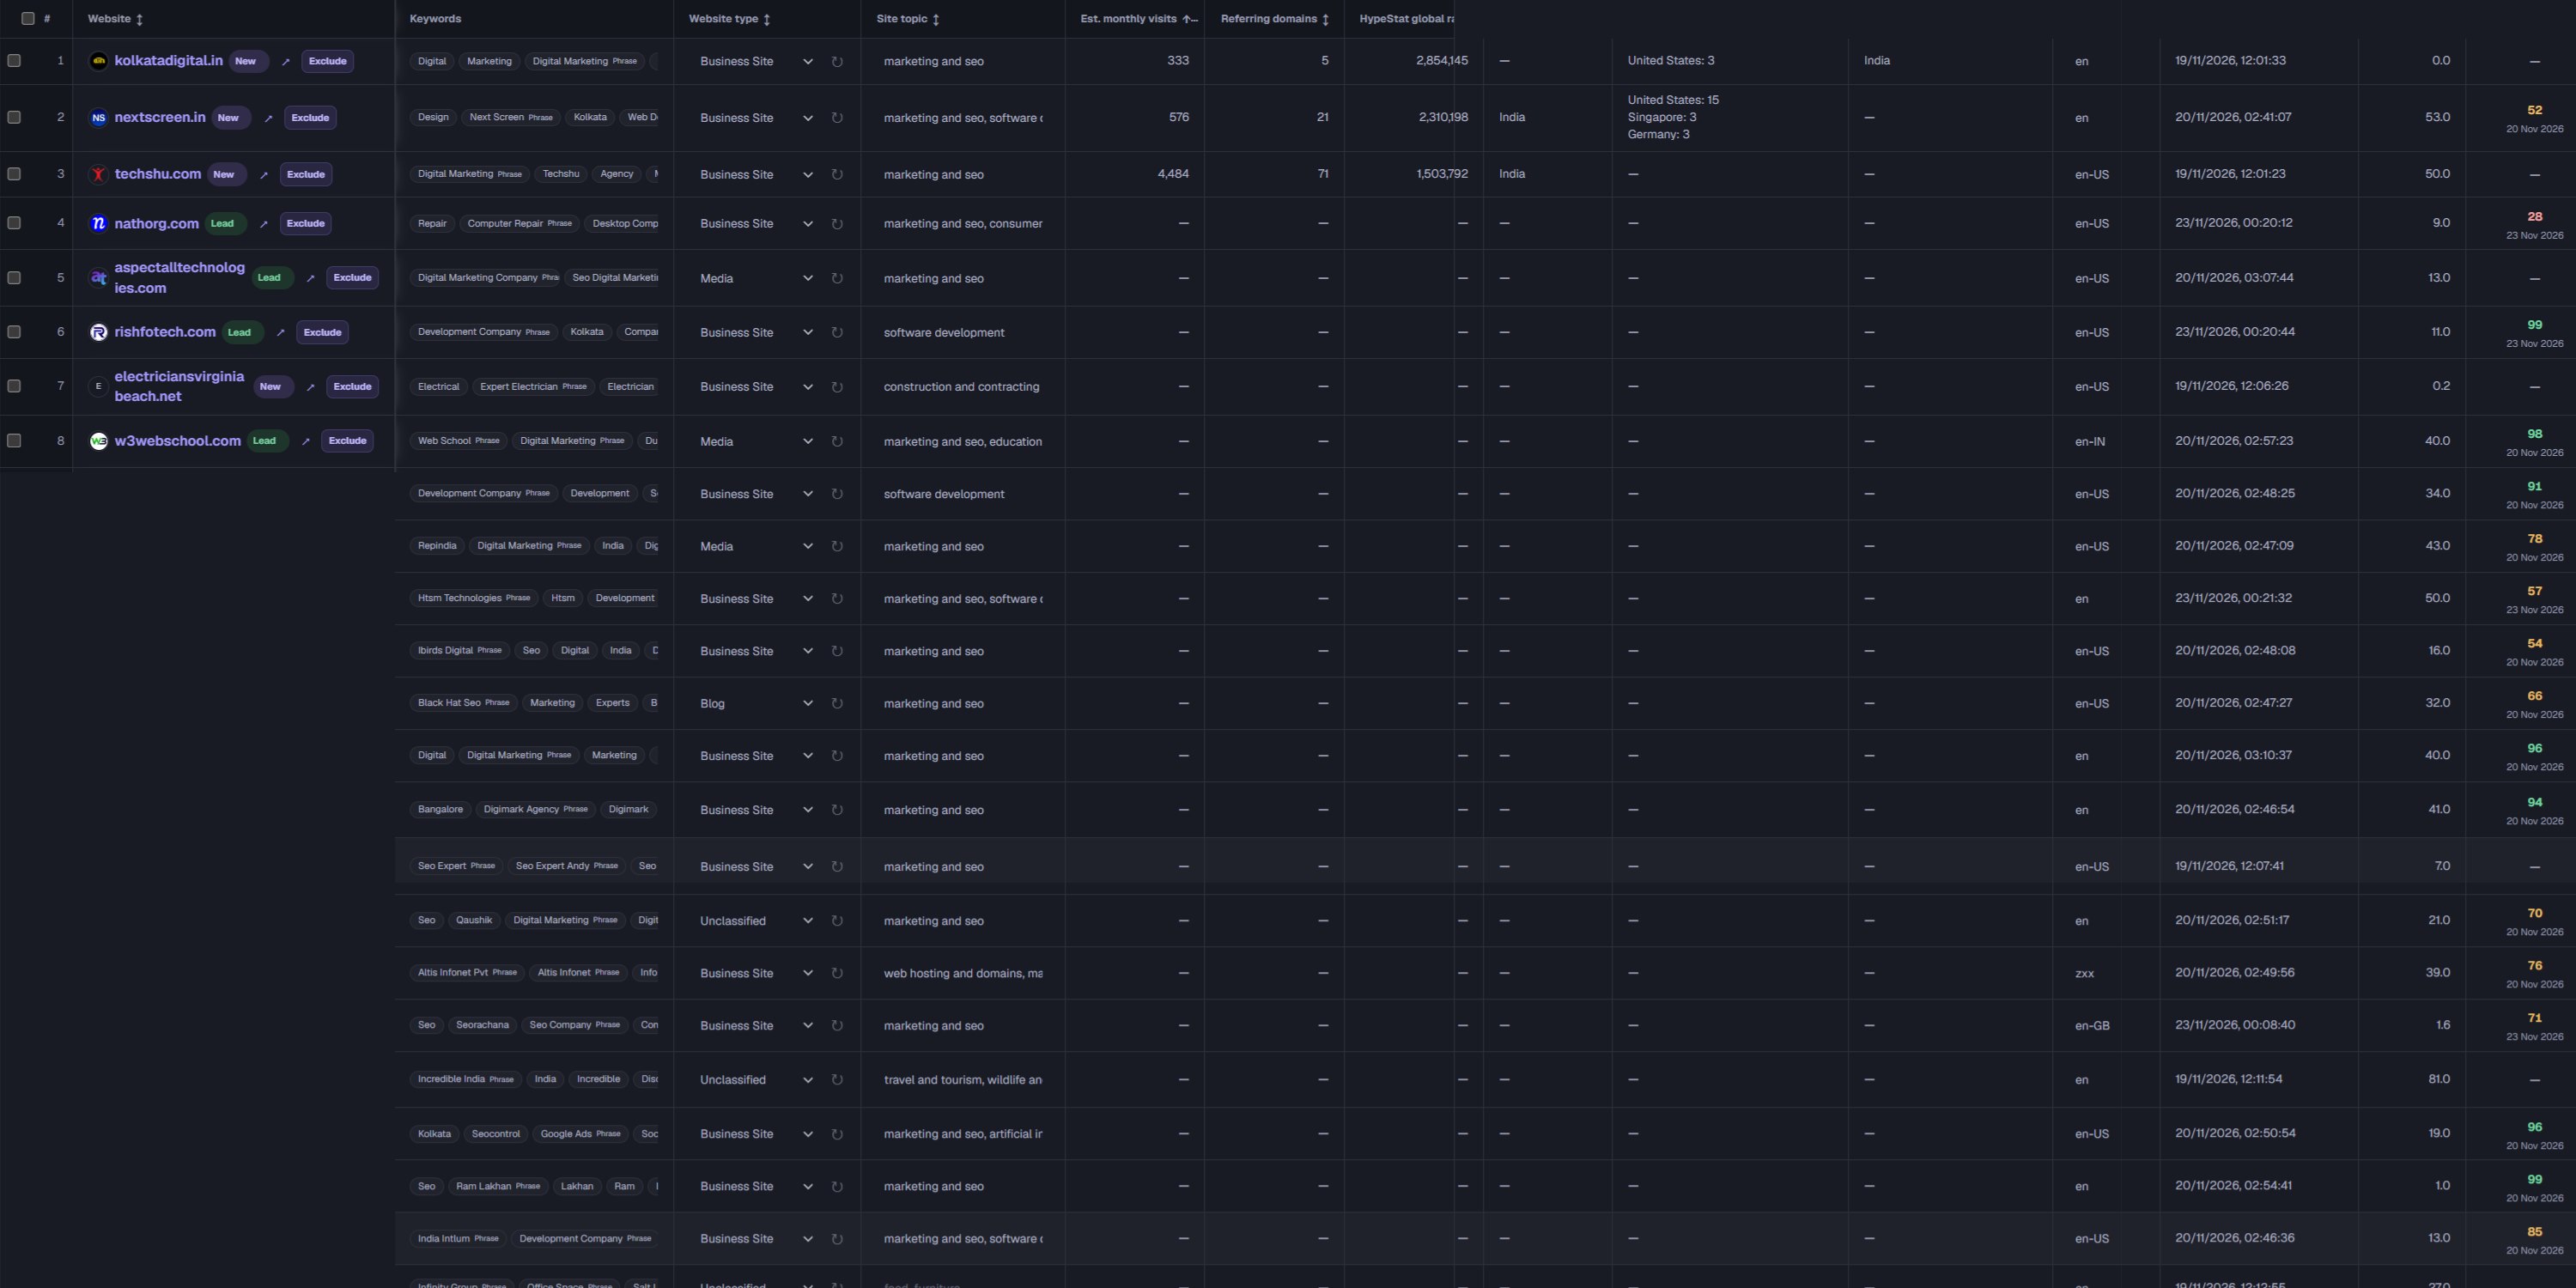 # Website Keywords Website type Site topic Est. monthly visits Referring domains HypeStat global
1 kolkatadigital.in New Exclude Digital Marketing Digital Marketing Phrase Business Site marketing and seo 333 5 2,854,145 — United States: 3 India en 19/11/2026, 12:01:33 0.0 —
2 nextscreen.in New Exclude Design Next Screen Phrase Kolkata Web Business Site marketing and seo, software 576 21 2,310,198 India United States: 15 — en 20/11/2026, 02:41:07 53.0 52
Singapore: 3 20 Nov 2026
Germany: 3
3 techshu.com New Exclude Digital Marketing Phrase Techshu Agency Business Site marketing and seo 4,484 71 1,503,792 India — — en-US 19/11/2026, 12:01:23 50.0 —
4 nathorg.com Lead Exclude Repair Computer Repair Phrase Desktop Comp Business Site marketing and seo, consumer — — — — — — en-US 23/11/2026, 00:20:12 9.0 28
23 Nov 2026
5 aspectalltechnolog Lead Exclude Digital Marketing Company Phra Seo Digital Marketi Media marketing and seo — — — — — — en-US 20/11/2026, 03:07:44 13.0 —
ies.com
6 rishfotech.com Lead Exclude Development Company Phrase Kolkata Compa Business Site software development — — — — — — en-US 23/11/2026, 00:20:44 11.0 99
23 Nov 2026
7 E electriciansvirginia New Exclude Electrical Expert Electrician Phrase Electrician Business Site construction and contracting — — — — — — en-US 19/11/2026, 12:06:26 0.2 —
beach.net
8 w3webschool.com Lead Exclude Web School Phrase Digital Marketing Phrase Du Media marketing and seo, education — — — — — — en-IN 20/11/2026, 02:57:23 40.0 98
20 Nov 2026
Development Company Phrase Development S Business Site software development — — — — — — en-US 20/11/2026, 02:48:25 34.0 91
20 Nov 2026
Repindia Digital Marketing Phrase India Dig Media marketing and seo — — — — — — en-US 20/11/2026, 02:47:09 43.0 78
20 Nov 2026
Htsm Technologies Phrase Htsm Development Business Site marketing and seo, software — — — — — — en 23/11/2026, 00:21:32 50.0 57
23 Nov 2026
Ibirds Digital Phrase Seo Digital India Business Site marketing and seo — — — — — — en-US 20/11/2026, 02:48:08 16.0 54
20 Nov 2026
Black Hat Seo Phrase Marketing Experts B Blog marketing and seo — — — — — — en-US 20/11/2026, 02:47:27 32.0 66
20 Nov 2026
Digital Digital Marketing Phrase Marketing Business Site marketing and seo — — — — — — en 20/11/2026, 03:10:37 40.0 96
20 Nov 2026
Bangalore Digimark Agency Phrase Digimark Business Site marketing and seo — — — — — — en 20/11/2026, 02:46:54 41.0 94
20 Nov 2026
Seo Expert Phrase Seo Expert Andy Phrase Seo Business Site marketing and seo — — — — — — en-US 19/11/2026, 12:07:41 7.0 —
Seo Qaushik Digital Marketing Phrase Digit Unclassified marketing and seo — — — — — — en 20/11/2026, 02:51:17 21.0 70
20 Nov 2026
Altis Infonet Pvt Phrase Altis Infonet Phrase Info Business Site web hosting and domains, ma — — — — — — zxx 20/11/2026, 02:49:56 39.0 76
20 Nov 2026
Seo Seorachana Seo Company Phrase Con Business Site marketing and seo — — — — — — en-GB 23/11/2026, 00:08:40 1.6 71
23 Nov 2026
Incredible India Phrase India Incredible Disc Unclassified travel and tourism, wildlife an — — — — — — en 19/11/2026, 12:11:54 81.0 —
Kolkata Seocontrol Google Ads Phrase Soc Business Site marketing and seo, artificial in — — — — — — en-US 20/11/2026, 02:50:54 19.0 96
20 Nov 2026
Seo Ram Lakhan Phrase Lakhan Ram Business Site marketing and seo — — — — — — en 20/11/2026, 02:54:41 1.0 99
20 Nov 2026
India Intlum Phrase Development Company Phrase Business Site marketing and seo, software — — — — — — en-US 20/11/2026, 02:46:36 13.0 85
20 Nov 2026
Infinity Group Phrase Office Space Phrase Salt Unclassified food, furniture